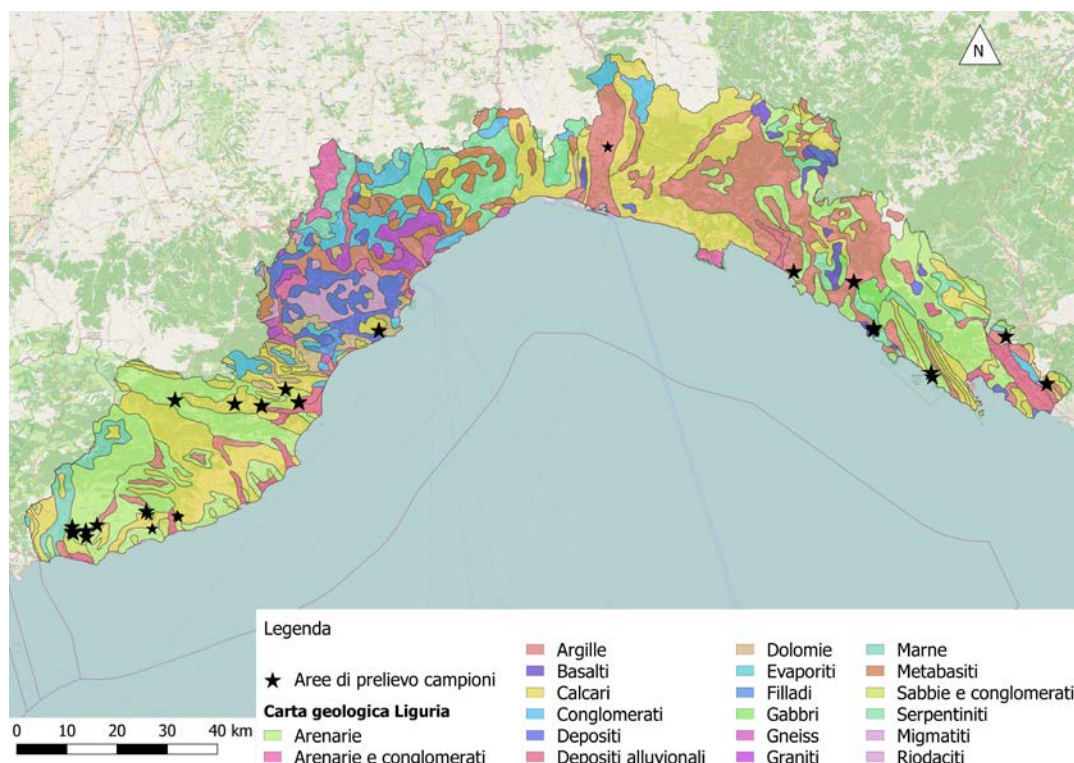 N
Legenda
Aree di prelievo campioni
Carta geologica Liguria
Arenarie
Arenarie e conglomerati
Argille
Basalti
Calcari
Conglomerati
Depositi
Depositi alluvionali
Dolomie
Evaporiti
Filladi
Gabbri
Gneiss
Graniti
Marne
Metabasiti
Sabbie e conglomerati
Serpentiniti
Migmatiti
Riodaciti
0 10 20 30 40 km